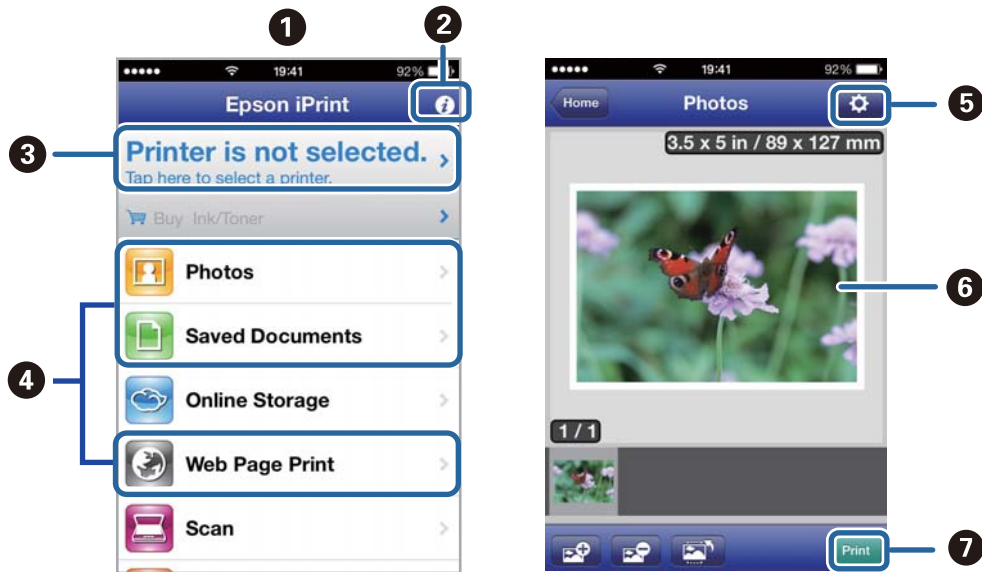 1
2
19:41
92%
Epson iPrint
i
3
Printer is not selected.
Tap here to select a printer.
Buy Ink/Toner
Photos
Saved Documents
4
Online Storage
Web Page Print
Scan
19:41
92%
Home
Photos
5
3.5 x 5 in / 89 x 127 mm
6
1/1
Print
7